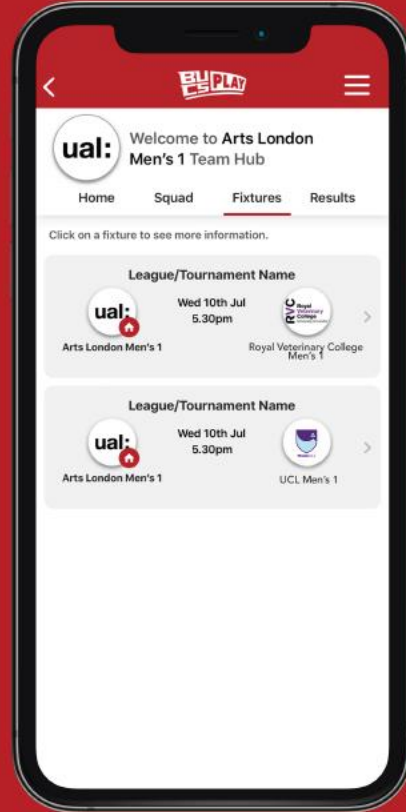 BUCS PLAY
ual:
Welcome to Arts London
Men's 1 Team Hub
Home Squad Fixtures Results
Click on a fixture to see more information.
League/Tournament Name
ual:
Wed 10th Jul
5.30pm
RVC
Royal
Veterinary
College
Arts London Men's 1
Royal Veterinary College
Men's 1
League/Tournament Name
ual:
Wed 10th Jul
5.30pm
Arts London Men's 1
UCL Men's 1